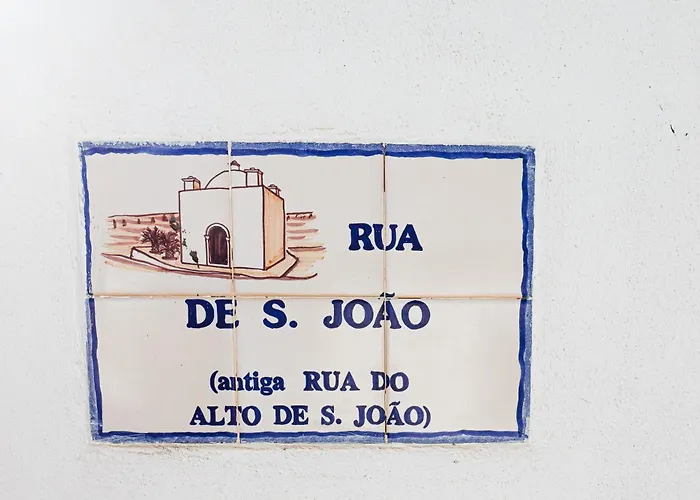 RUA
DE S. JOÃO
(antiga RUA DO
ALTO DE S. JOÃO)